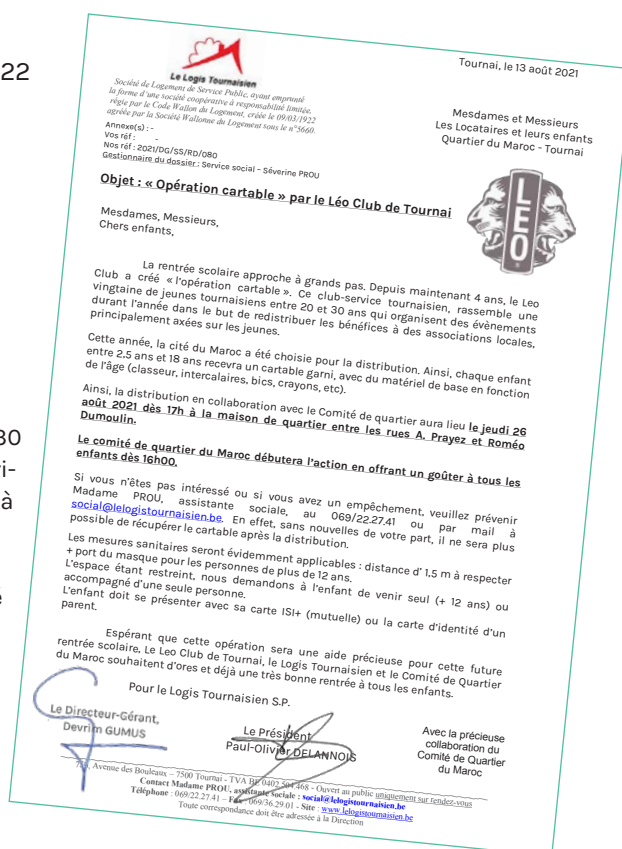 22
30
i-
à
Le Logis Tournaisien
Société de Logement de Service Public, ayant emprunté
la forme d'une société coopérative à responsabilité limitée,
régie par le Code Wallon du Logement, créée le 09/03/1922
agréée par la Société Wallonne du Logement sous le n°5660.
Annexe(s) : -
Vos réf : -
Nos réf : 2021/DG/SS/RD/080
Gestionnaire du dossier : Service social – Séverine PROU
Tournai, le 13 août 2021
Mesdames et Messieurs
Les Locataires et leurs enfants
Quartier du Maroc - Tournai
LEO
Objet : « Opération cartable » par le Léo Club de Tournai
Mesdames, Messieurs,
Chers enfants,
La rentrée scolaire approche à grands pas. Depuis maintenant 4 ans, le Leo
Club a créé « l'opération cartable ». Ce club-service tournaisien, rassemble une
vingtaine de jeunes tournaisiens entre 20 et 30 ans qui organisent des évènements
durant l'année dans le but de redistribuer les bénéfices à des associations locales,
principalement axées sur les jeunes.
Cette année, la cité du Maroc a été choisie pour la distribution. Ainsi, chaque enfant
entre 2,5 ans et 18 ans recevra un cartable garni, avec du matériel de base en fonction
de l'âge (classeur, intercalaires, bics, crayons, etc).
Ainsi, la distribution en collaboration avec le Comité de quartier aura lieu le jeudi 26
août 2021 dès 17h à la maison de quartier entre les rues A. Prayez et Roméo
Dumoulin.
Le comité de quartier du Maroc débutera l'action en offrant un goûter à tous les
enfants dès 16h00.
Si vous n'êtes pas intéressé ou si vous avez un empêchement, veuillez prévenir
Madame PROU, assistante sociale, au 069/22.27.41 ou par mail à
social@lelogistournaisien.be. En effet, sans nouvelles de votre part, il ne sera plus
possible de récupérer le cartable après la distribution.
Les mesures sanitaires seront évidemment applicables : distance d' 1,5 m à respecter
+ port du masque pour les personnes de plus de 12 ans.
L'espace étant restreint, nous demandons à l'enfant de venir seul (+ 12 ans) ou
accompagné d'une seule personne.
L'enfant doit se présenter avec sa carte ISI+ (mutuelle) ou la carte d'identité d'un
parent.
Espérant que cette opération sera une aide précieuse pour cette future
rentrée scolaire, Le Leo Club de Tournai, le Logis Tournaisien et le Comité de Quartier
du Maroc souhaitent d'ores et déjà une très bonne rentrée à tous les enfants.
Pour le Logis Tournaisien S.P.
Le Directeur-Gérant,
Devrim GUMUS
Le Président
Paul-Olivier DELANNOIS
Avec la précieuse
collaboration du
Comité de Quartier
du Maroc
Avenue des Bouleaux – 7500 Tournai - TVA BE 0402.504.468 - Ouvert au public uniquement sur rendez-vous
Contact Madame PROU, assistante sociale : social@lelogistournaisien.be
Téléphone : 069/22.27.41 – Fax : 069/36.29.01 - Site : www.lelogistournaisien.be
Toute correspondance doit être adressée à la Direction